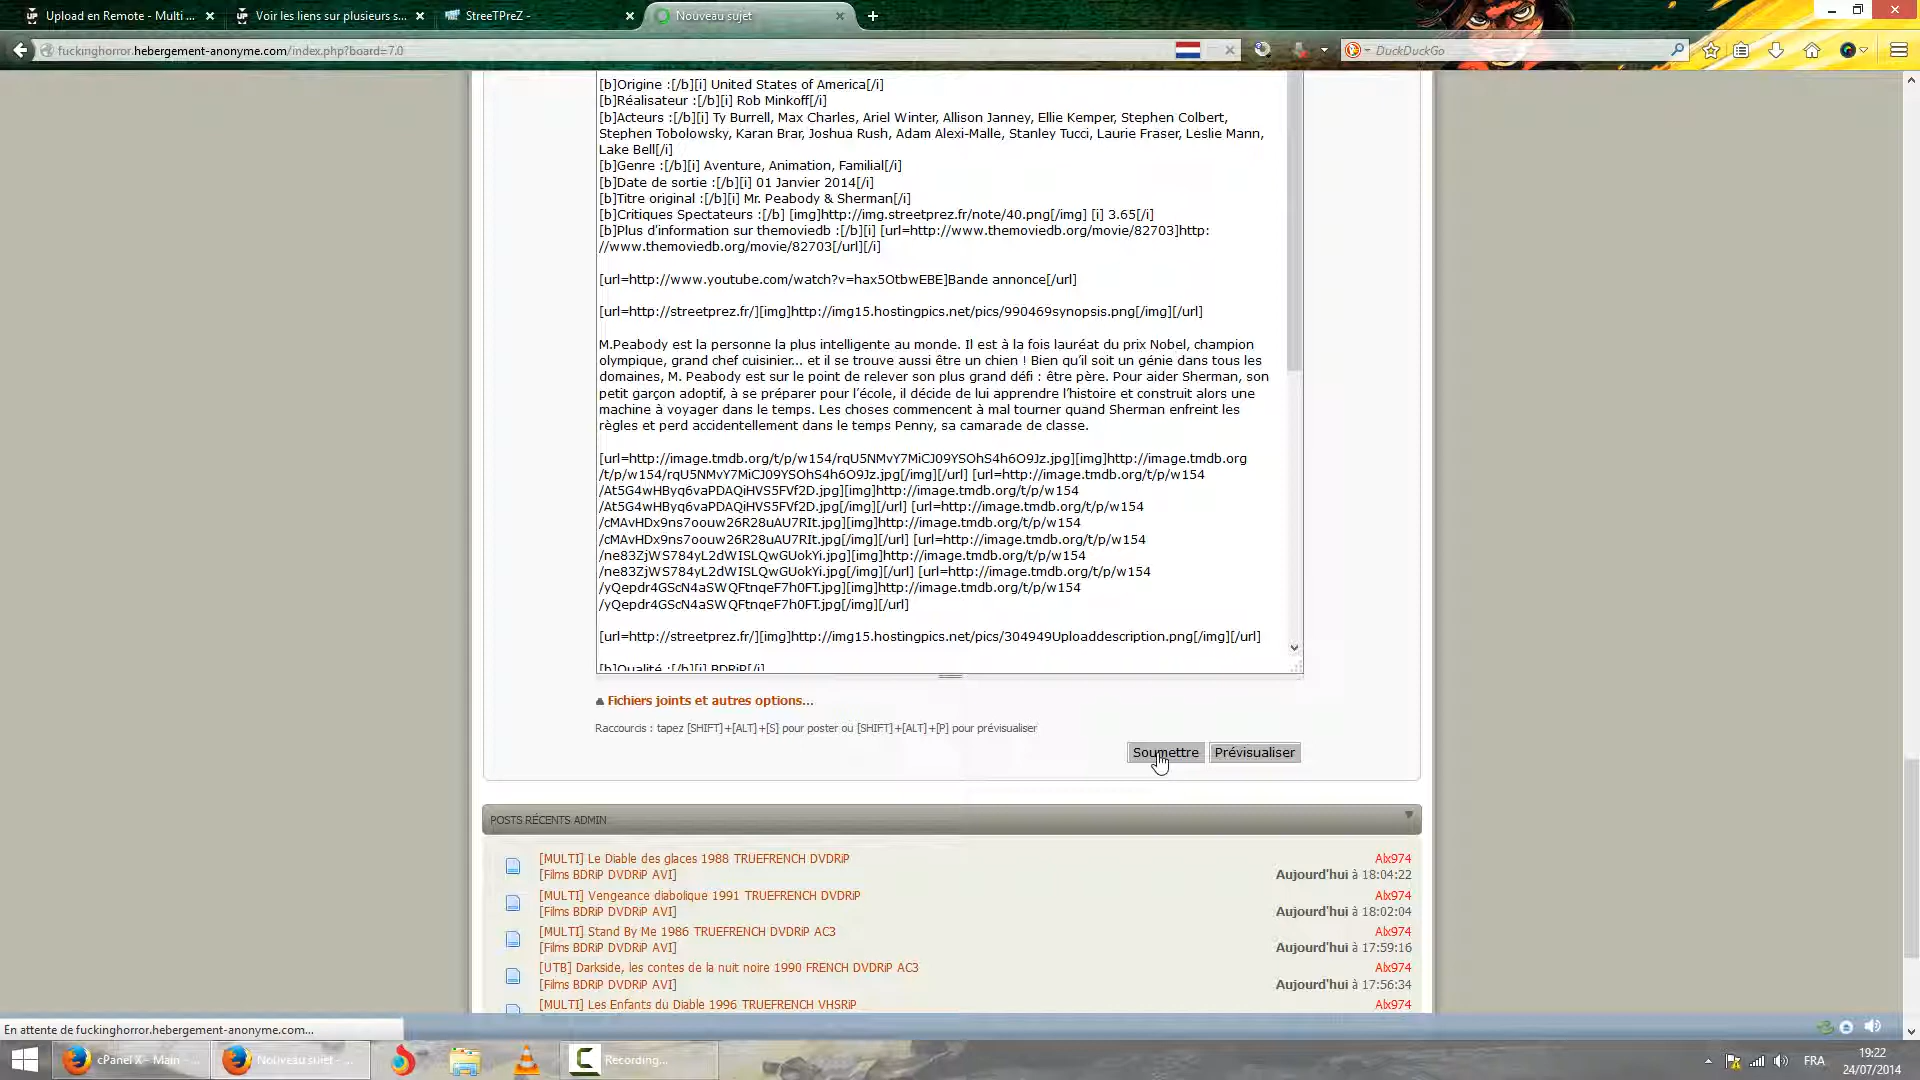 Upload en Remote - Multi ...
Voir les liens sur plusieurs s...
StreeTPreZ -
Nouveau sujet
fuckinghorror.hebergement-anonyme.com/index.php?board=7.0
DuckDuckGo
[b]Origine :[/b][i] United States of America[/i]
[b]Réalisateur :[/b][i] Rob Minkoff[/i]
[b]Acteurs :[/b][i] Ty Burrell, Max Charles, Ariel Winter, Allison Janney, Ellie Kemper, Stephen Colbert,
Stephen Tobolowsky, Karan Brar, Joshua Rush, Adam Alexi-Malle, Stanley Tucci, Laurie Fraser, Leslie Mann,
Lake Bell[/i]
[b]Genre :[/b][i] Aventure, Animation, Familial[/i]
[b]Date de sortie :[/b][i] 01 Janvier 2014[/i]
[b]Titre original :[/b][i] Mr. Peabody & Sherman[/i]
[b]Critiques Spectateurs :[/b] [img]http://img.streetprez.fr/note/40.png[/img] [i] 3.65[/i]
[b]Plus d'information sur themoviedb :[/b][i] [url=http://www.themoviedb.org/movie/82703]http:
//www.themoviedb.org/movie/82703[/url][/i]
[url=http://www.youtube.com/watch?v=hax5OtbwEBE]Bande annonce[/url]
[url=http://streetprez.fr/][img]http://img15.hostingpics.net/pics/990469synopsis.png[/img][/url]
M.Peabody est la personne la plus intelligente au monde. Il est à la fois lauréat du prix Nobel, champion
olympique, grand chef cuisinier... et il se trouve aussi être un chien ! Bien qu'il soit un génie dans tous les
domaines, M. Peabody est sur le point de relever son plus grand défi : être père. Pour aider Sherman, son
petit garçon adoptif, à se préparer pour l'école, il décide de lui apprendre l'histoire et construit alors une
machine à voyager dans le temps. Les choses commencent à mal tourner quand Sherman enfreint les
règles et perd accidentellement dans le temps Penny, sa camarade de classe.
[url=http://image.tmdb.org/t/p/w154/rqU5NMvY7MiCJ09YSOhS4h6O9Jz.jpg][img]http://image.tmdb.org
/t/p/w154/rqU5NMvY7MiCJ09YSOhS4h6O9Jz.jpg[/img][/url] [url=http://image.tmdb.org/t/p/w154
/At5G4wHByq6vaPDAQiHVS5FVf2D.jpg][img]http://image.tmdb.org/t/p/w154
/At5G4wHByq6vaPDAQiHVS5FVf2D.jpg[/img][/url] [url=http://image.tmdb.org/t/p/w154
/cMAvHDx9ns7oouw26R28uAU7RIt.jpg][img]http://image.tmdb.org/t/p/w154
/cMAvHDx9ns7oouw26R28uAU7RIt.jpg[/img][/url] [url=http://image.tmdb.org/t/p/w154
/ne83ZjWS784yL2dWISLQwGUokYi.jpg][img]http://image.tmdb.org/t/p/w154
/ne83ZjWS784yL2dWISLQwGUokYi.jpg[/img][/url] [url=http://image.tmdb.org/t/p/w154
/yQepdr4GScN4aSWQFtnqeF7h0FT.jpg][img]http://image.tmdb.org/t/p/w154
/yQepdr4GScN4aSWQFtnqeF7h0FT.jpg[/img][/url]
[url=http://streetprez.fr/][img]http://img15.hostingpics.net/pics/304949Uploaddescription.png[/img][/url]
[b]Qualité :[/b][i] BDRiP[/i]
Fichiers joints et autres options...
Raccourcis : tapez [SHIFT]+[ALT]+[S] pour poster ou [SHIFT]+[ALT]+[P] pour prévisualiser
Soumettre
Prévisualiser
POSTS RÉCENTS ADMIN
[MULTI] Le Diable des glaces 1988 TRUEFRENCH DVDRiP
Alx974
[Films BDRiP DVDRiP AVI]
Aujourd'hui à 18:04:22
[MULTI] Vengeance diabolique 1991 TRUEFRENCH DVDRiP
Alx974
[Films BDRiP DVDRiP AVI]
Aujourd'hui à 18:02:04
[MULTI] Stand By Me 1986 TRUEFRENCH DVDRiP AC3
Alx974
[Films BDRiP DVDRiP AVI]
Aujourd'hui à 17:59:16
[UTB] Darkside, les contes de la nuit noire 1990 FRENCH DVDRiP AC3
Alx974
[Films BDRiP DVDRiP AVI]
Aujourd'hui à 17:56:34
[MULTI] Les Enfants du Diable 1996 TRUEFRENCH VHSRiP
Alx974
En attente de fuckinghorror.hebergement-anonyme.com...
cPanel X - Main - ...
Nouveau sujet - ...
Recording...
FRA
19:22
24/07/2014